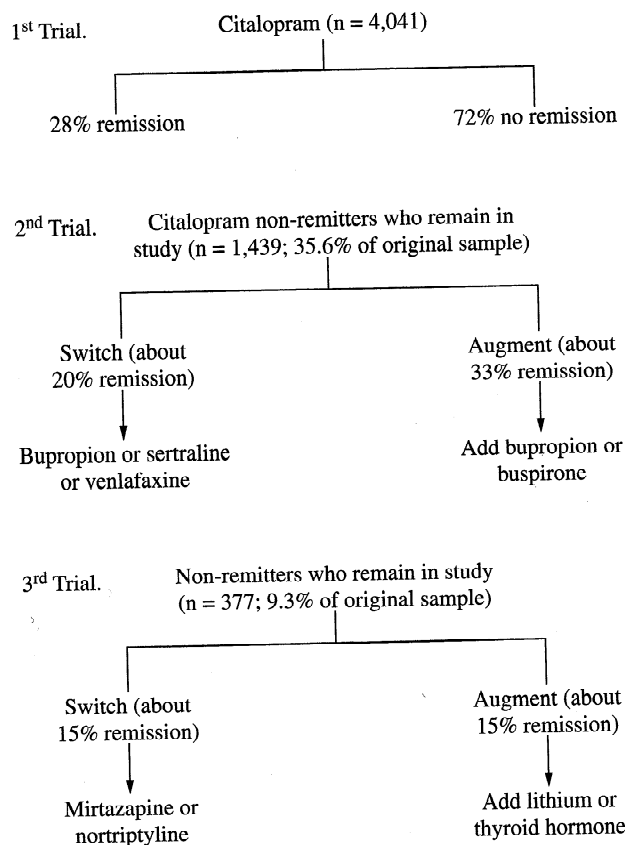 1st Trial.
Citalopram (n = 4,041)
28% remission
72% no remission
2nd Trial.
Citalopram non-remitters who remain in
study (n = 1,439; 35.6% of original sample)
Switch (about
20% remission)
Augment (about
33% remission)
Bupropion or sertraline
or venlafaxine
Add bupropion or
buspirone
3rd Trial.
Non-remitters who remain in study
(n = 377; 9.3% of original sample)
Switch (about
15% remission)
Augment (about
15% remission)
Mirtazapine or
nortriptyline
Add lithium or
thyroid hormone